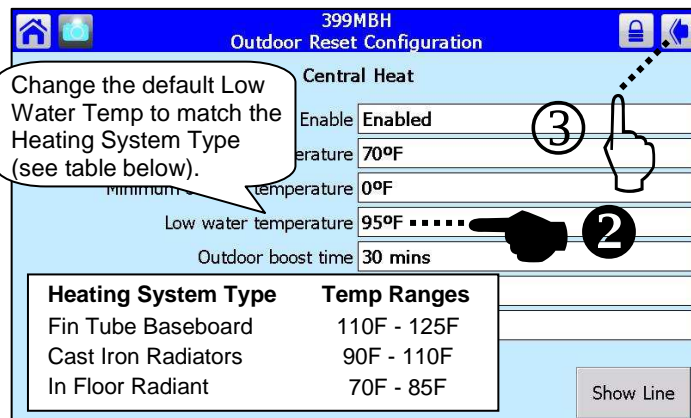 399MBH
Outdoor Reset Configuration
Central Heat
Change the default Low
Water Temp to match the
Heating System Type
(see table below).
Enable Enabled
70ºF
temperature 0ºF
Low water temperature 95ºF
Outdoor boost time 30 mins
3
2
Heating System Type Temp Ranges
Fin Tube Baseboard 110F - 125F
Cast Iron Radiators 90F - 110F
In Floor Radiant 70F - 85F
Show Line